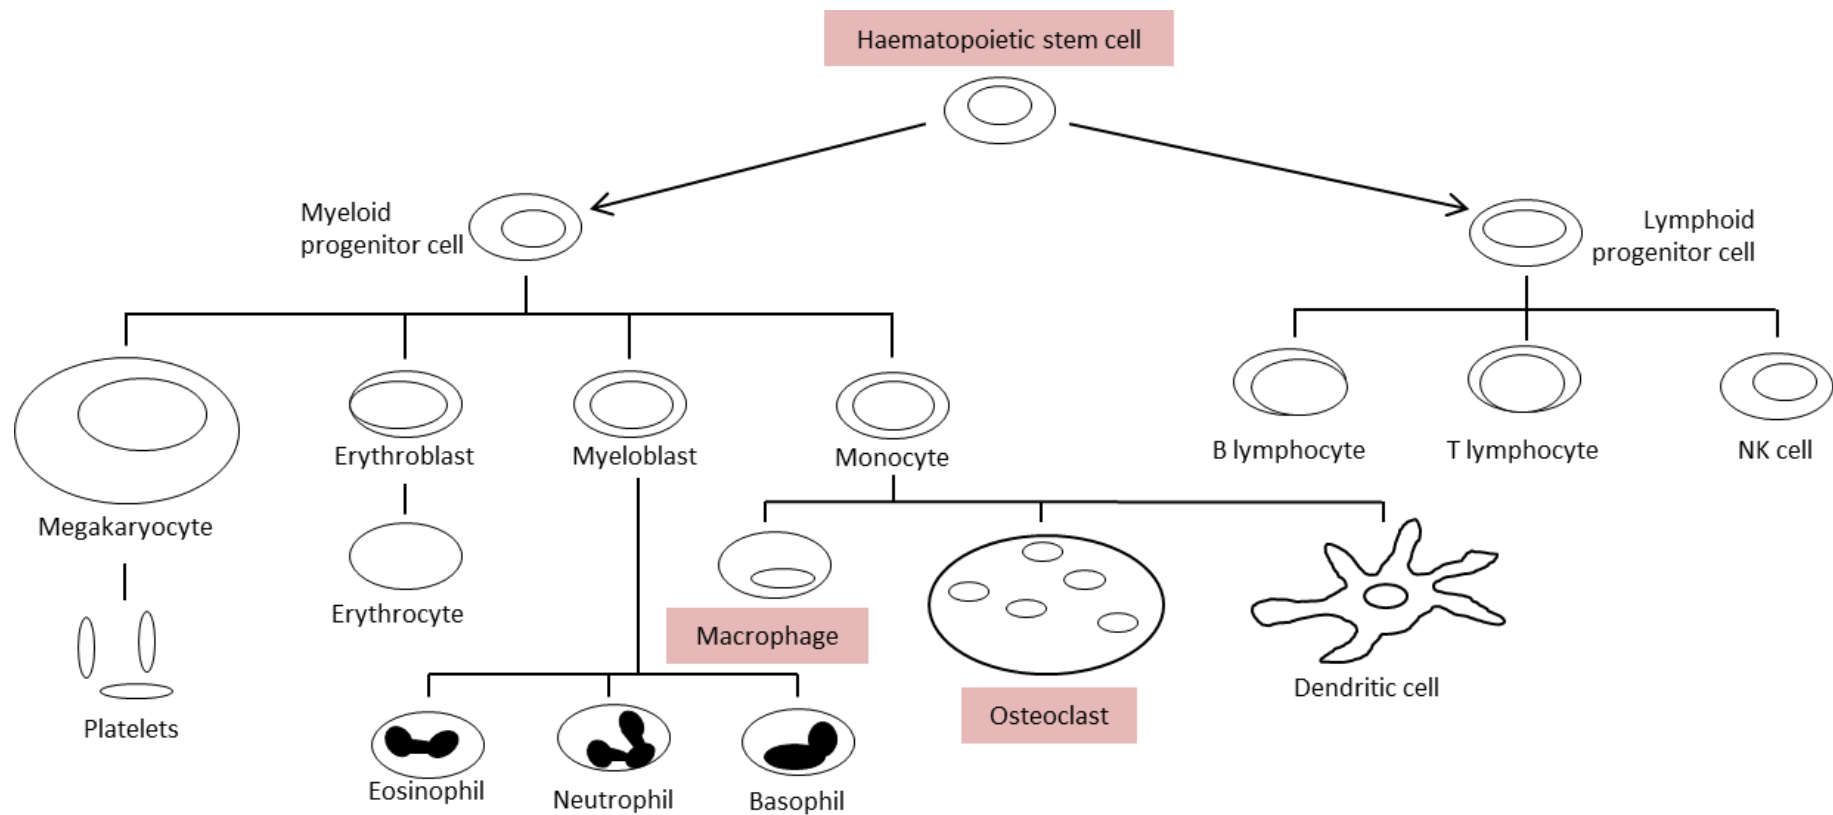 Haematopoietic stem cell
Myeloid
progenitor cell
Lymphoid
progenitor cell
Megakaryocyte
Erythroblast
Myeloblast
Monocyte
B lymphocyte
T lymphocyte
NK cell
Platelets
Erythrocyte
Macrophage
Osteoclast
Dendritic cell
Eosinophil
Neutrophil
Basophil